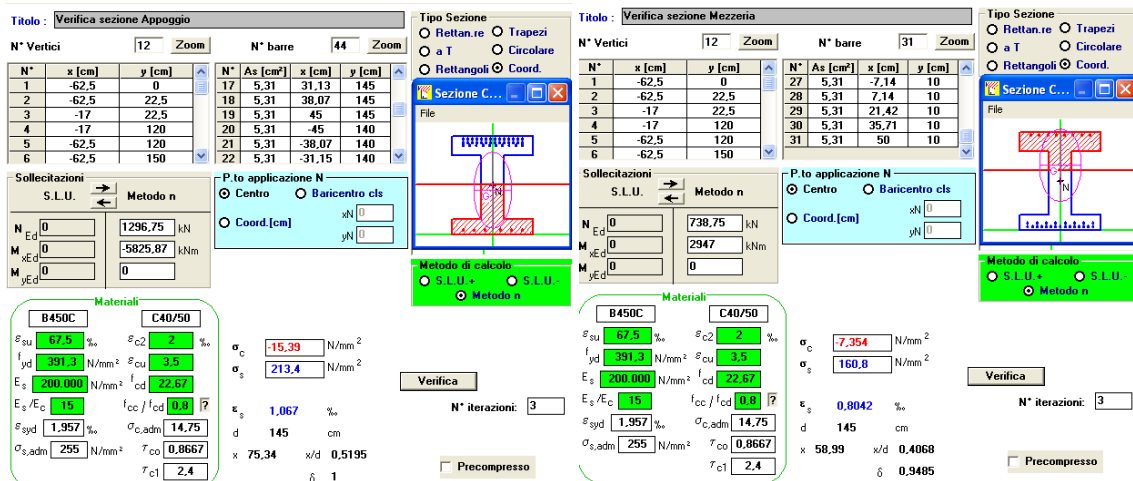 Titolo : Verifica sezione Appoggio
N° Vertici 12 Zoom N° barre 44 Zoom
N° x [cm] y [cm]
1 -62,5 0
2 -62,5 22,5
3 -17 22,5
4 -17 120
5 -62,5 120
6 -62,5 150
N° As [cm²] x [cm] y [cm]
17 5,31 31,13 145
18 5,31 38,07 145
19 5,31 45 145
20 5,31 -45 140
21 5,31 -38,07 140
22 5,31 -31,15 140
Tipo Sezione
Rettan.re Trapezi
a T Circolare
Rettangoli Coord.
Sezione C...
File
G N
Sollecitazioni
S.L.U. Metodo n
N Ed 0 1296,75 kN
M xEd 0 -5825,87 kNm
M yEd 0 0
P.to applicazione N
Centro Baricentro cls
Coord.[cm] xN 0
yN 0
Metodo di calcolo
S.L.U.+ S.L.U.-
Metodo n
Materiali
B450C C40/50
εsu 67,5 ‰ εc2 2 ‰
fyd 391,3 N/mm² εcu 3,5
Es 200.000 N/mm² fcd 22,67
Es/Ec 15 fcc / fcd 0,8 ?
εsyd 1,957 ‰ σc,adm 14,75
σs,adm 255 N/mm² τco 0,8667
τc1 2,4
σc -15,39 N/mm²
σs 213,4 N/mm²
εs 1,067 ‰
d 145 cm
x 75,34 x/d 0,5195
δ 1
Verifica
N° iterazioni: 3
Precompresso
Titolo : Verifica sezione Mezzeria
N° Vertici 12 Zoom N° barre 31 Zoom
N° x [cm] y [cm]
1 -62,5 0
2 -62,5 22,5
3 -17 22,5
4 -17 120
5 -62,5 120
6 -62,5 150
N° As [cm²] x [cm] y [cm]
27 5,31 -7,14 10
28 5,31 7,14 10
29 5,31 21,42 10
30 5,31 35,71 10
31 5,31 50 10
Tipo Sezione
Rettan.re Trapezi
a T Circolare
Rettangoli Coord.
Sezione C...
File
G N
Sollecitazioni
S.L.U. Metodo n
N Ed 0 738,75 kN
M xEd 0 2947 kNm
M yEd 0 0
P.to applicazione N
Centro Baricentro cls
Coord.[cm] xN 0
yN 0
Metodo di calcolo
S.L.U.+ S.L.U.-
Metodo n
Materiali
B450C C40/50
εsu 67,5 ‰ εc2 2 ‰
fyd 391,3 N/mm² εcu 3,5
Es 200.000 N/mm² fcd 22,67
Es/Ec 15 fcc / fcd 0,8 ?
εsyd 1,957 ‰ σc,adm 14,75
σs,adm 255 N/mm² τco 0,8667
τc1 2,4
σc -7,354 N/mm²
σs 160,8 N/mm²
εs 0,8042 ‰
d 145 cm
x 58,99 x/d 0,4068
δ 0,9485
Verifica
N° iterazioni: 3
Precompresso